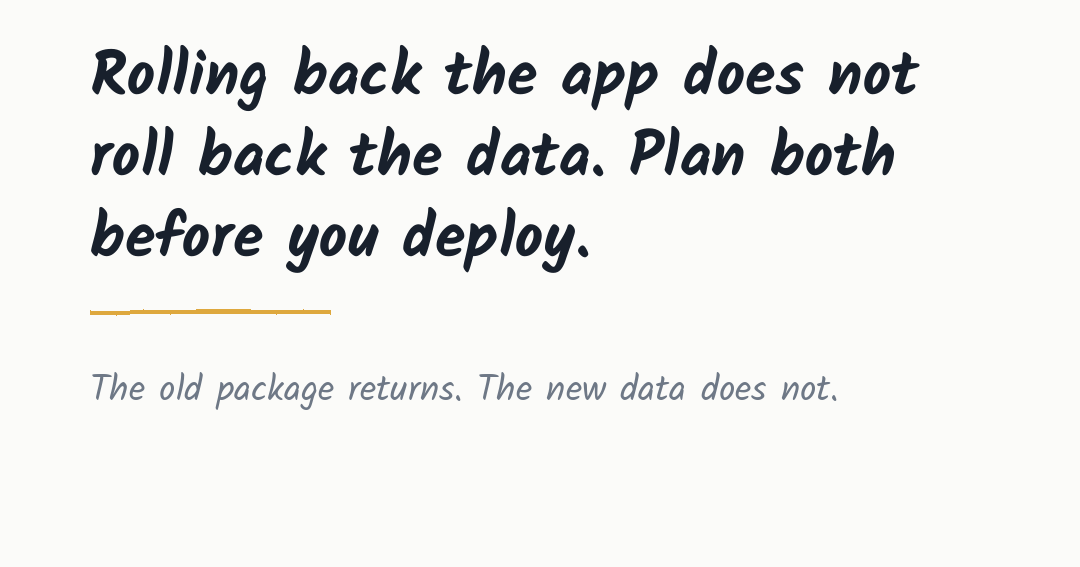 Rolling back the app does not
roll back the data. Plan both
before you deploy.
The old package returns. The new data does not.